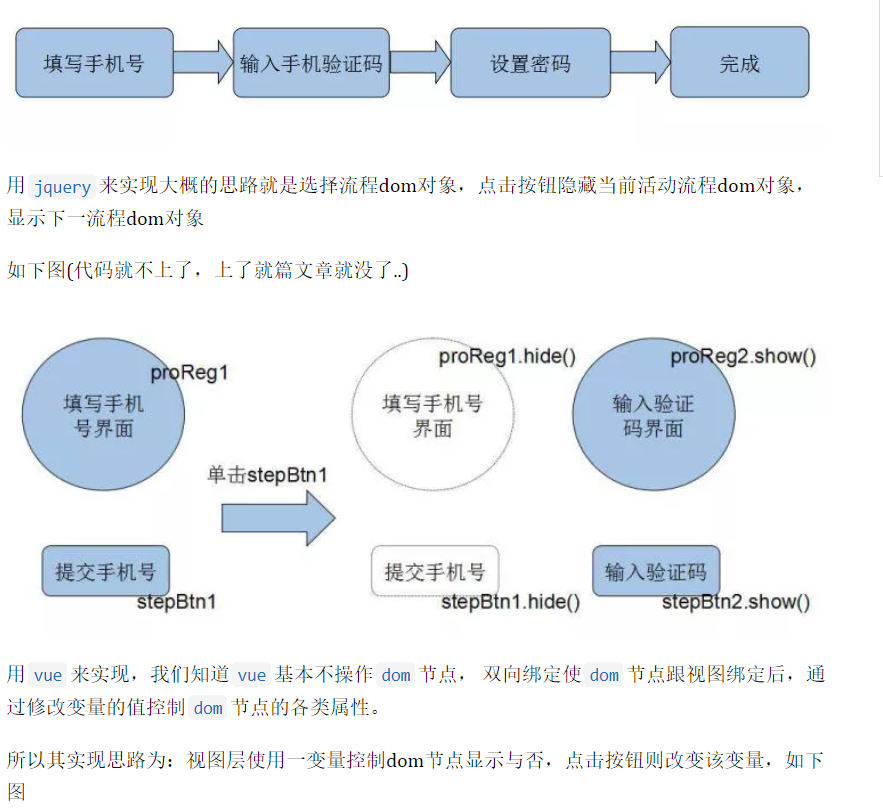 填写手机号 输入手机验证码 设置密码 完成
用 jquery 来实现大概的思路就是选择流程dom对象，点击按钮隐藏当前活动流程dom对象，
显示下一流程dom对象
如下图(代码就不上了，上了就篇文章就没了..)
proReg1
填写手机
号界面
单击stepBtn1
提交手机号
stepBtn1
proReg1.hide()
填写手机号
界面
提交手机号
stepBtn1.hide()
proReg2.show()
输入验证
码界面
输入验证码
stepBtn2.show()
用 vue 来实现，我们知道 vue 基本不操作 dom 节点， 双向绑定使 dom 节点跟视图绑定后，通
过修改变量的值控制 dom 节点的各类属性。
所以其实现思路为：视图层使用一变量控制dom节点显示与否，点击按钮则改变该变量，如下
图